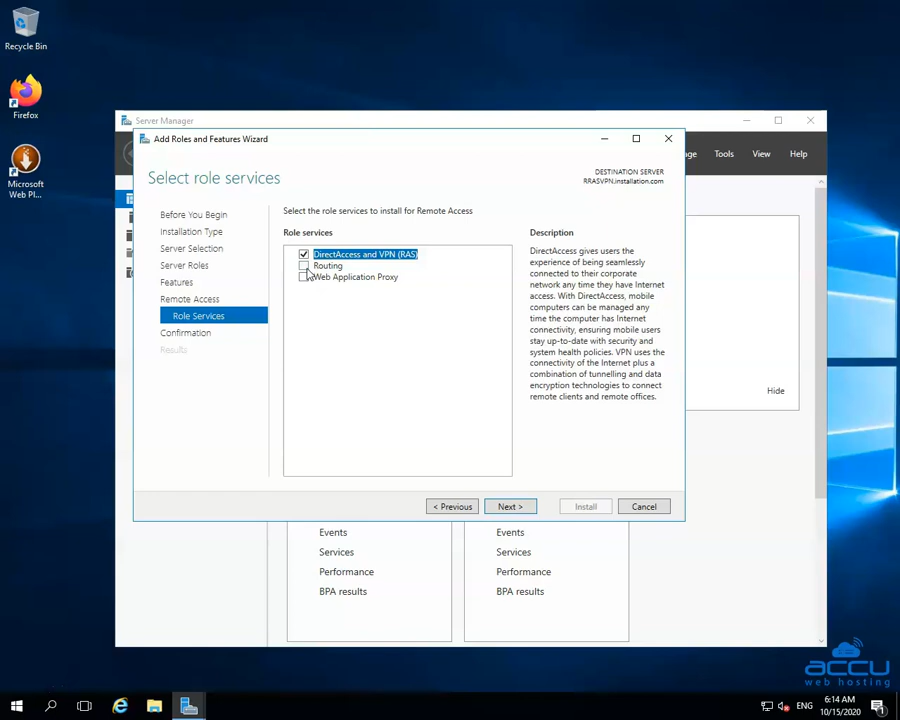 Recycle Bin
Firefox
Microsoft
Web Pl...
Server Manager
Add Roles and Features Wizard
Tools
View
Help
Select role services
DESTINATION SERVER
RRASVPN.installation.com
Before You Begin
Installation Type
Server Selection
Server Roles
Features
Remote Access
Role Services
Confirmation
Results
Select the role services to install for Remote Access
Role services
DirectAccess and VPN (RAS)
Routing
Web Application Proxy
Description
DirectAccess gives users the
experience of being seamlessly
connected to their corporate
network any time they have Internet
access. With DirectAccess, mobile
computers can be managed any
time the computer has Internet
connectivity, ensuring mobile users
stay up-to-date with security and
system health policies. VPN uses the
connectivity of the Internet plus a
combination of tunnelling and data
encryption technologies to connect
remote clients and remote offices.
Hide
< Previous
Next >
Install
Cancel
Events
Services
Performance
BPA results
Events
Services
Performance
BPA results
accu
web hosting
ENG
6:14 AM
10/15/2020
1